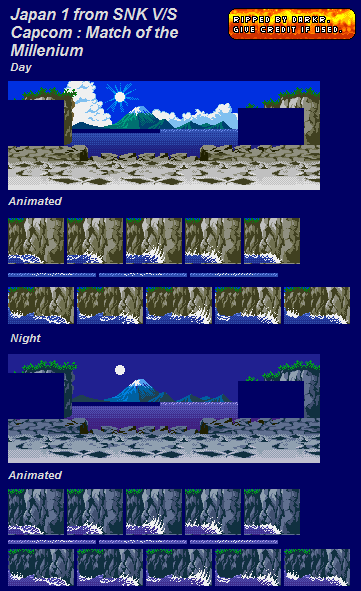 Japan 1 from SNK V/S
Capcom : Match of the
Millenium
RIPPED BY DARKR.
GIVE CREDIT IF USED.
Day
Animated
Night
Animated